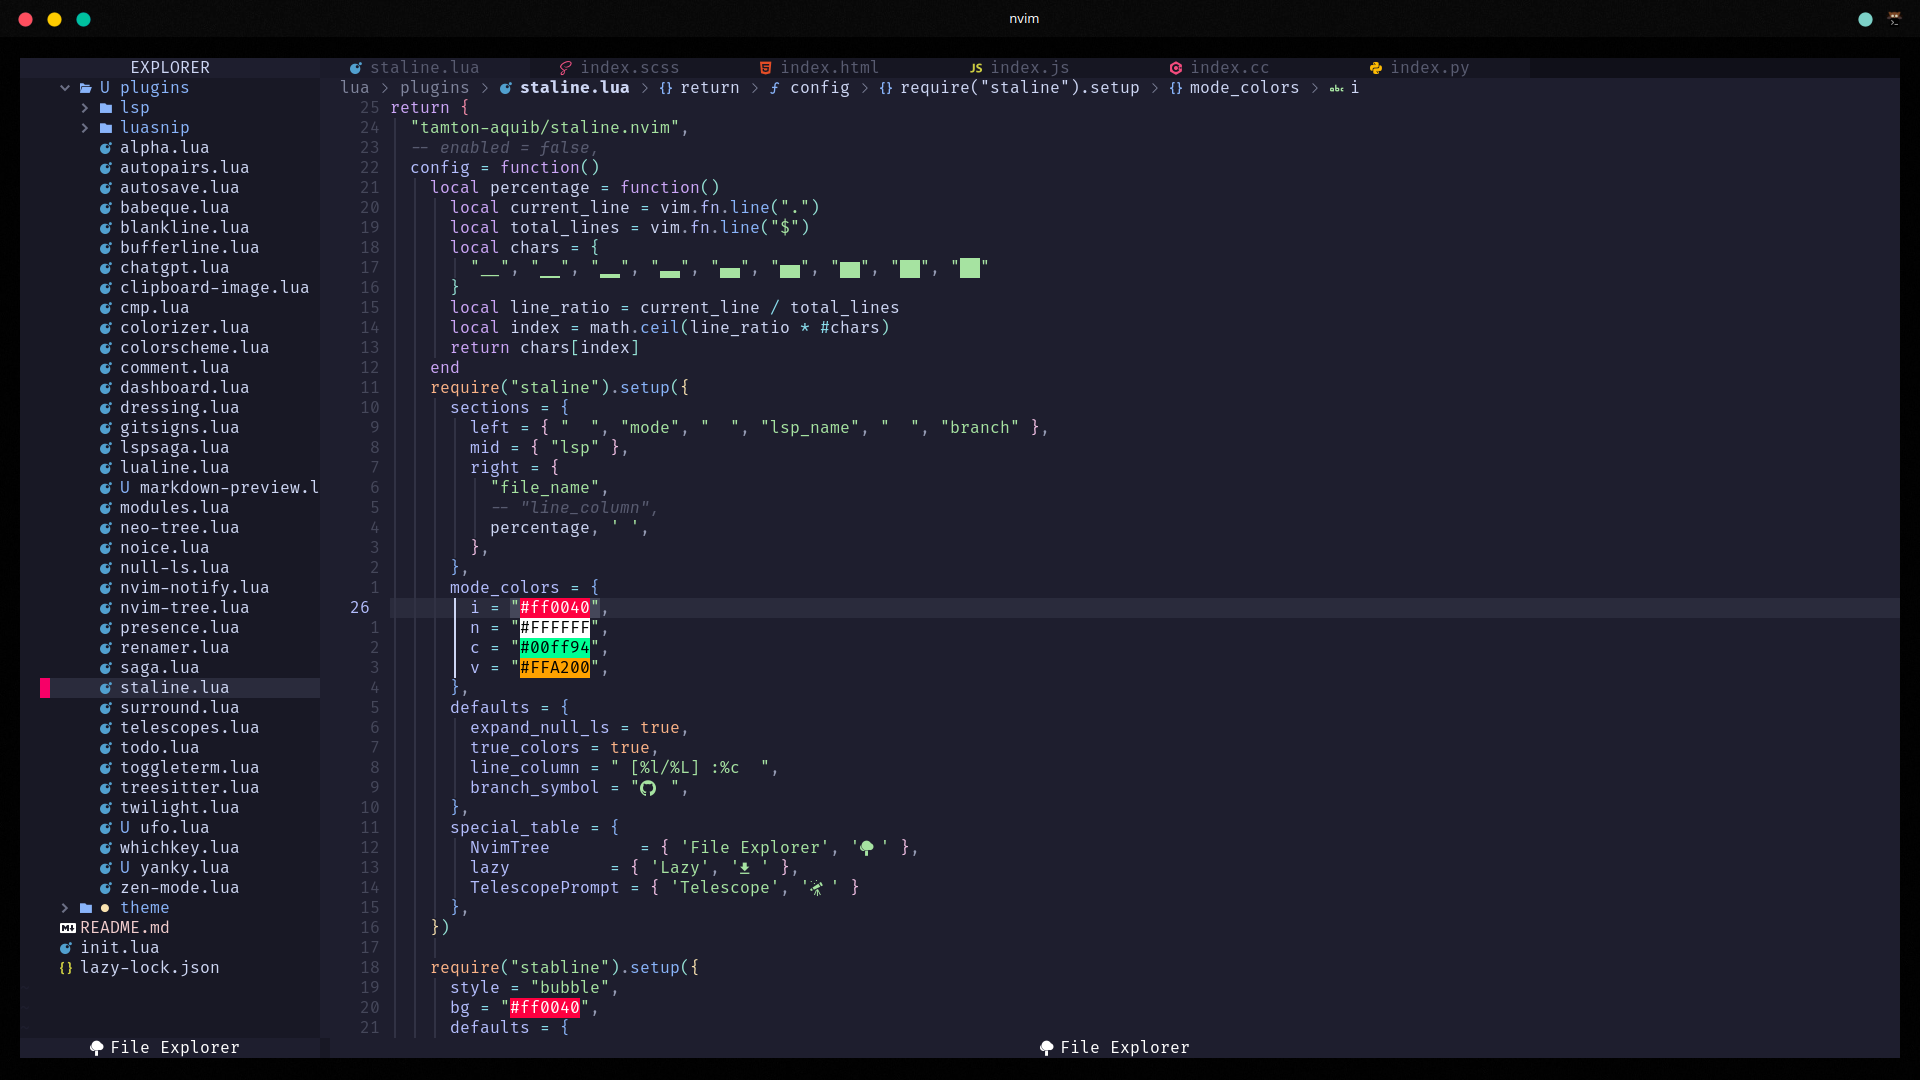 nvim
EXPLORER
U plugins
lsp
luasnip
alpha.lua
autopairs.lua
autosave.lua
babeque.lua
blankline.lua
bufferline.lua
chatgpt.lua
clipboard-image.lua
cmp.lua
colorizer.lua
colorscheme.lua
comment.lua
dashboard.lua
dressing.lua
gitsigns.lua
lspsaga.lua
lualine.lua
U markdown-preview.l
modules.lua
neo-tree.lua
noice.lua
null-ls.lua
nvim-notify.lua
nvim-tree.lua
presence.lua
renamer.lua
saga.lua
staline.lua
surround.lua
telescopes.lua
todo.lua
toggleterm.lua
treesitter.lua
twilight.lua
U ufo.lua
whichkey.lua
U yanky.lua
zen-mode.lua
theme
README.md
init.lua
{} lazy-lock.json
File Explorer
staline.lua index.scss index.html JS index.js index.cc index.py
lua > plugins > staline.lua > {} return > ƒ config > {} require("staline").setup > {} mode_colors > abc i
25 return {
24 "tamton-aquib/staline.nvim",
23 -- enabled = false,
22 config = function()
21 local percentage = function()
20 local current_line = vim.fn.line(".")
19 local total_lines = vim.fn.line("$")
18 local chars = {
17 "__", "▁▁", "▂▂", "▃▃", "▄▄", "▅▅", "▆▆", "▇▇", "██"
16 }
15 local line_ratio = current_line / total_lines
14 local index = math.ceil(line_ratio * #chars)
13 return chars[index]
12 end
11 require("staline").setup({
10 sections = {
9 left = { "  ", "mode", "  ", "lsp_name", "  ", "branch" },
8 mid = { "lsp" },
7 right = {
6 "file_name",
5 -- "line_column",
4 percentage, ' ',
3 },
2 },
1 mode_colors = {
26 i = "#ff0040",
1 n = "#FFFFFF",
2 c = "#00ff94",
3 v = "#FFA200",
4 },
5 defaults = {
6 expand_null_ls = true,
7 true_colors = true,
8 line_column = " [%l/%L] :%c  ",
9 branch_symbol = " ",
10 },
11 special_table = {
12 NvimTree = { 'File Explorer', ' ' },
13 lazy = { 'Lazy', ' ' },
14 TelescopePrompt = { 'Telescope', ' ' }
15 },
16 })
17
18 require("stabline").setup({
19 style = "bubble",
20 bg = "#ff0040",
21 defaults = {
File Explorer